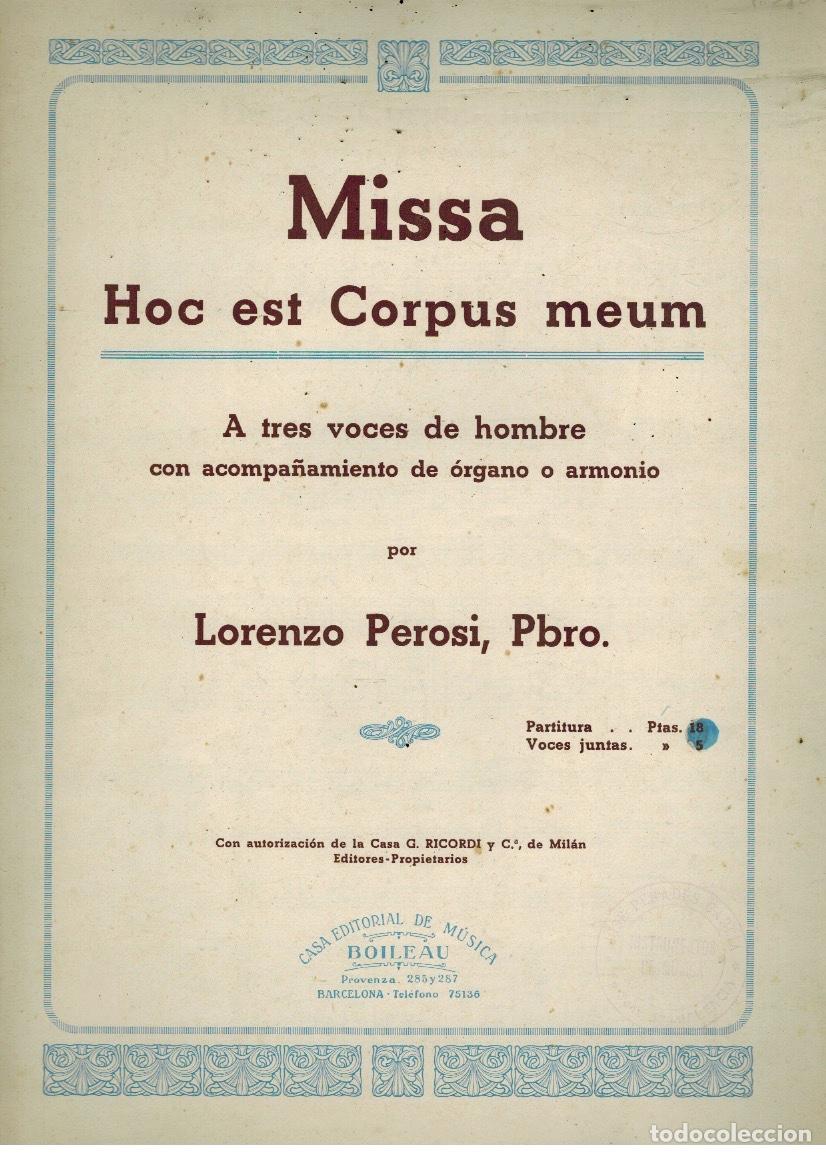 Missa
Hoc est Corpus meum
A tres voces de hombre
con acompañamiento de órgano o armonio
por
Lorenzo Perosi, Pbro.
Partitura . . Ptas. 18
Voces juntas. » 5
Con autorización de la Casa G. RICORDI y C.ª, de Milán
Editores-Propietarios
CASA EDITORIAL DE MÚSICA
BOILEAU
Provenza, 285 y 287
BARCELONA - Teléfono 75136
todocoleccion